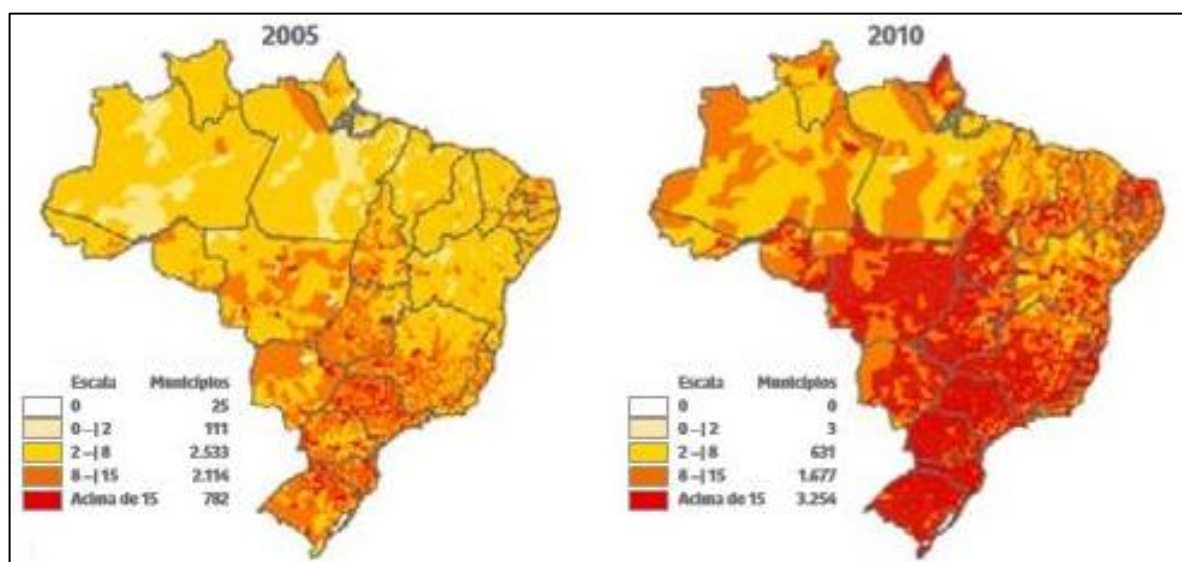 2005
Escala Municípios
0 25
0 –| 2 111
2 –| 8 2.533
8 –| 15 2.114
Acima de 15 782
2010
Escala Municípios
0 0
0 –| 2 3
2 –| 8 631
8 –| 15 1.677
Acima de 15 3.254